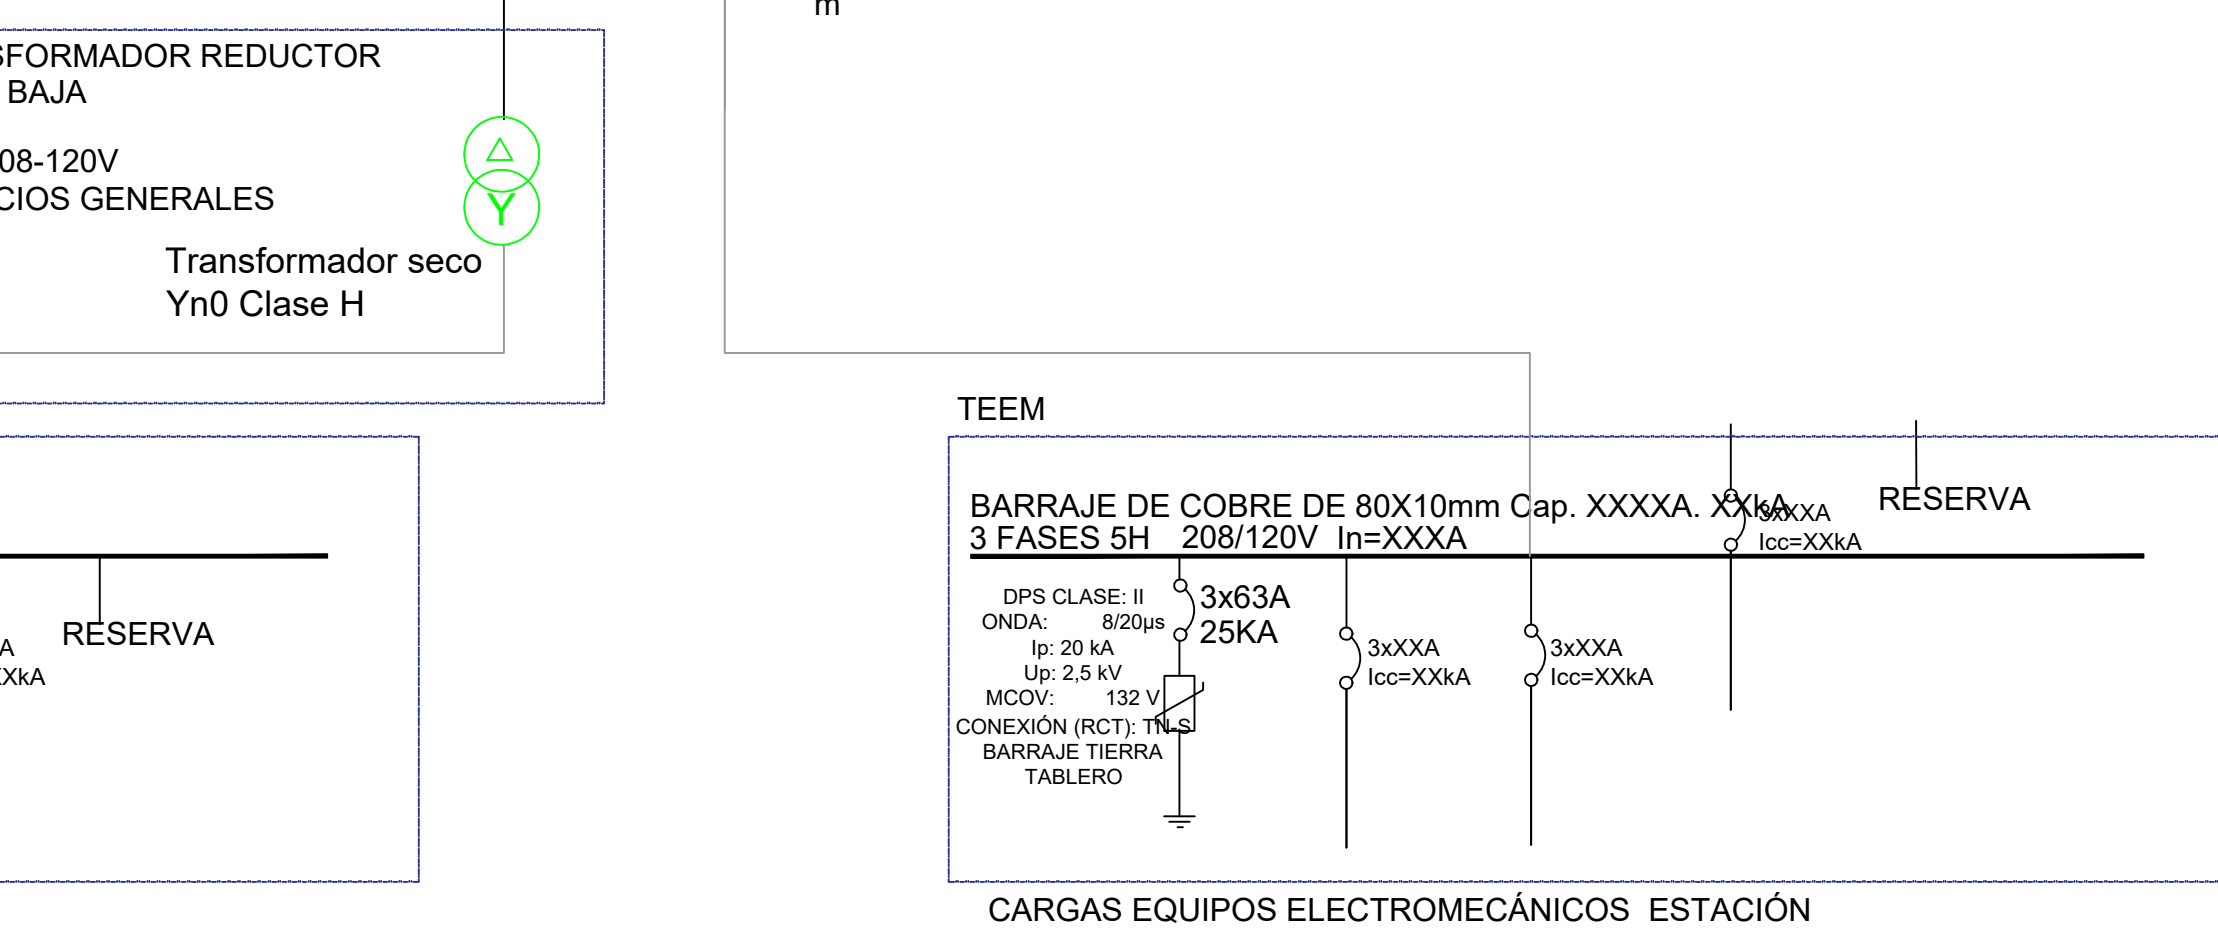 m
SFORMADOR REDUCTOR
BAJA
08-120V
CIOS GENERALES
Y
Transformador seco
Yn0 Clase H
TEEM
BARRAJE DE COBRE DE 80X10mm Cap. XXXXA. XXkA
3 FASES 5H 208/120V In=XXXA
3xXXA
Icc=XXkA
RESERVA
RESERVA
A
XkA
DPS CLASE: II
ONDA: 8/20µs
Ip: 20 kA
Up: 2,5 kV
MCOV: 132 V
CONEXIÓN (RCT): TN-S
BARRAJE TIERRA
TABLERO
3x63A
25KA
3xXXA
Icc=XXkA
3xXXA
Icc=XXkA
CARGAS EQUIPOS ELECTROMECÁNICOS ESTACIÓN